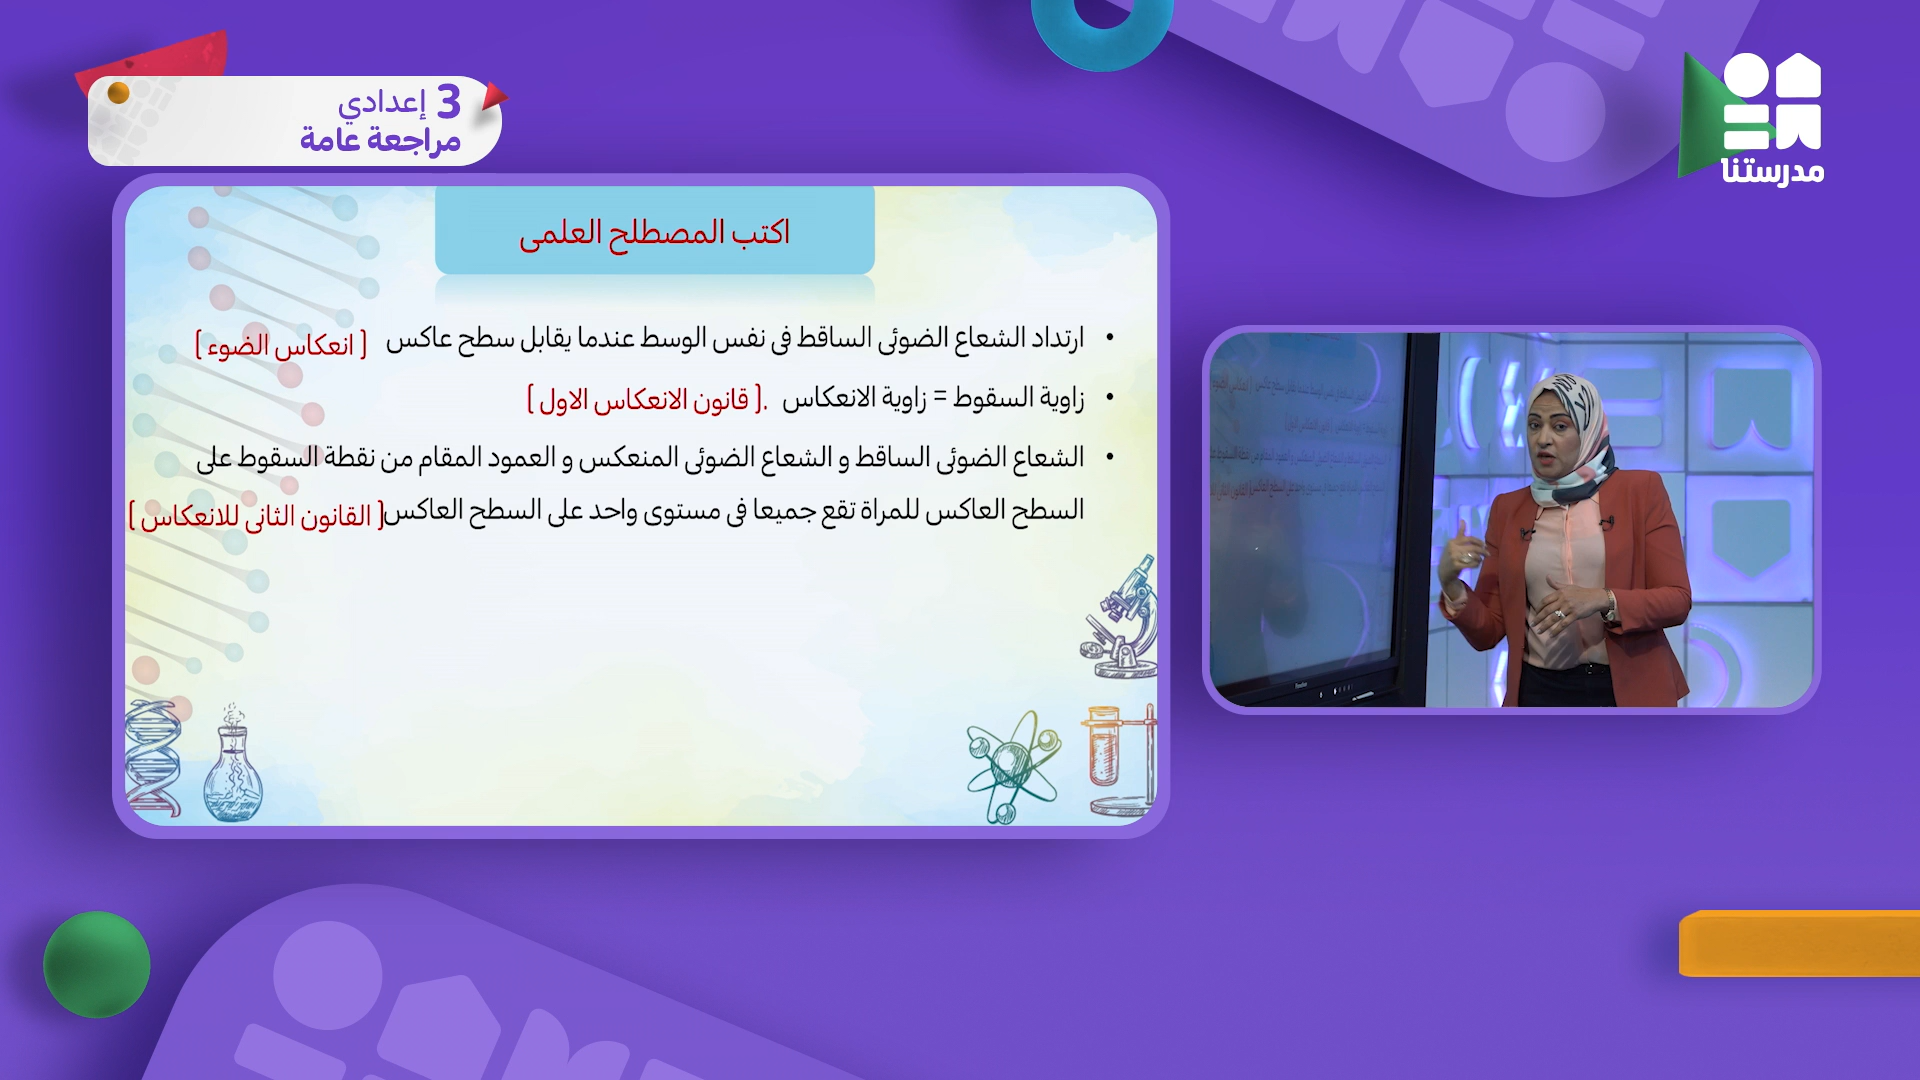 3 إعدادي
مراجعة عامة
مدرستنا
اكتب المصطلح العلمى
• ارتداد الشعاع الضوئى الساقط فى نفس الوسط عندما يقابل سطح عاكس ( انعكاس الضوء )
• زاوية السقوط = زاوية الانعكاس .( قانون الانعكاس الاول )
• الشعاع الضوئى الساقط و الشعاع الضوئى المنعكس و العمود المقام من نقطة السقوط على
السطح العاكس للمراة تقع جميعا فى مستوى واحد على السطح العاكس( القانون الثانى للانعكاس )